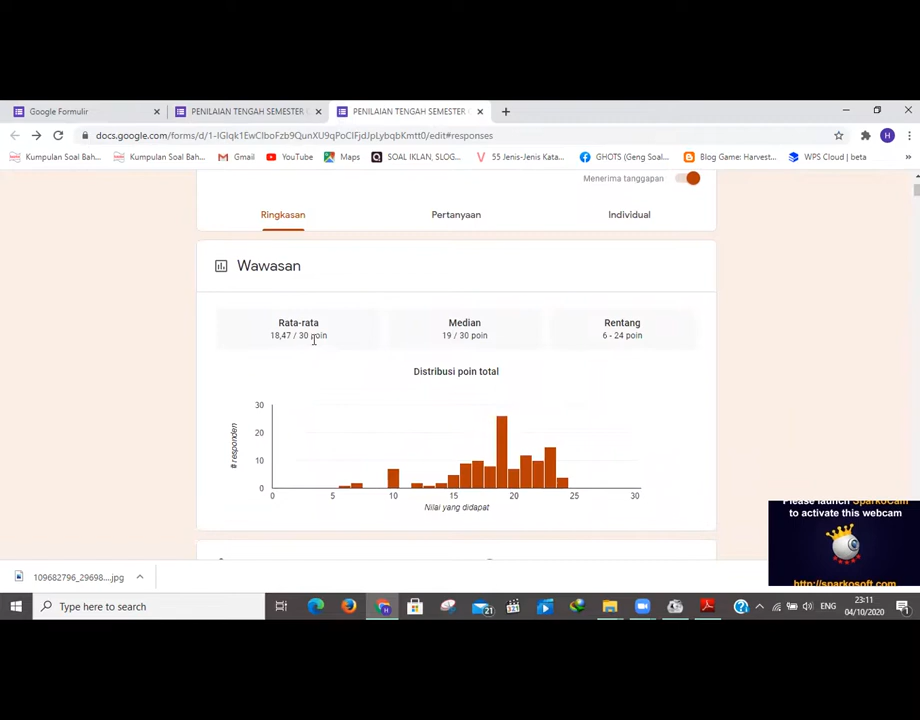 Google Formulir
PENILAIAN TENGAH SEMESTER
PENILAIAN TENGAH SEMESTER
docs.google.com/forms/d/1-IGlqk1EwCIboFzb9QunXU9qPoCIFjdJpLybqbKmtt0/edit#responses
Kumpulan Soal Bah... Kumpulan Soal Bah... Gmail YouTube Maps SOAL IKLAN, SLOG... 55 Jenis-Jenis Kata... GHOTS (Geng Soal... Blog Game: Harvest... WPS Cloud | beta »
Menerima tanggapan
Ringkasan Pertanyaan Individual
Wawasan
Rata-rata Median Rentang
18,47 / 30 poin 19 / 30 poin 6 - 24 poin
Distribusi poin total
# responden
30
20
10
0
0 5 10 15 20 25 30
Nilai yang didapat
Please launch SparkoCam
to activate this webcam
http://sparkosoft.com
109682796_29698....jpg
Type here to search
21
ENG
23:11
04/10/2020
1